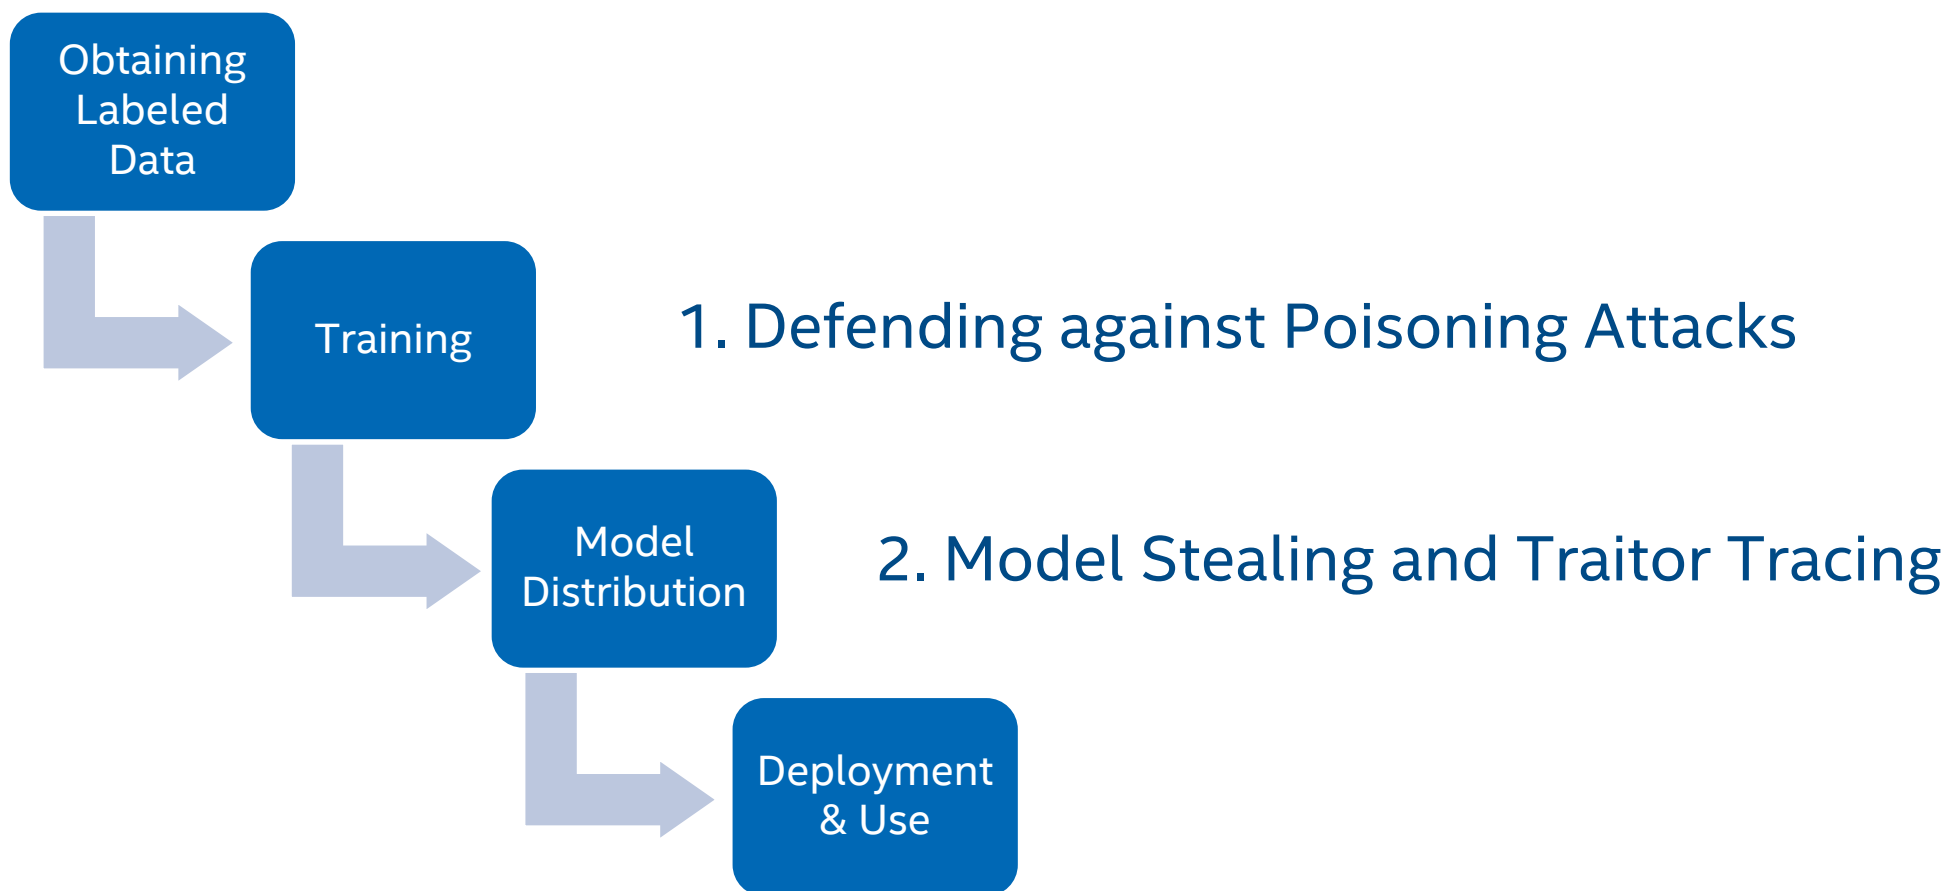 Obtaining
Labeled
Data
Training
1. Defending against Poisoning Attacks
Model
Distribution
2. Model Stealing and Traitor Tracing
Deployment
& Use